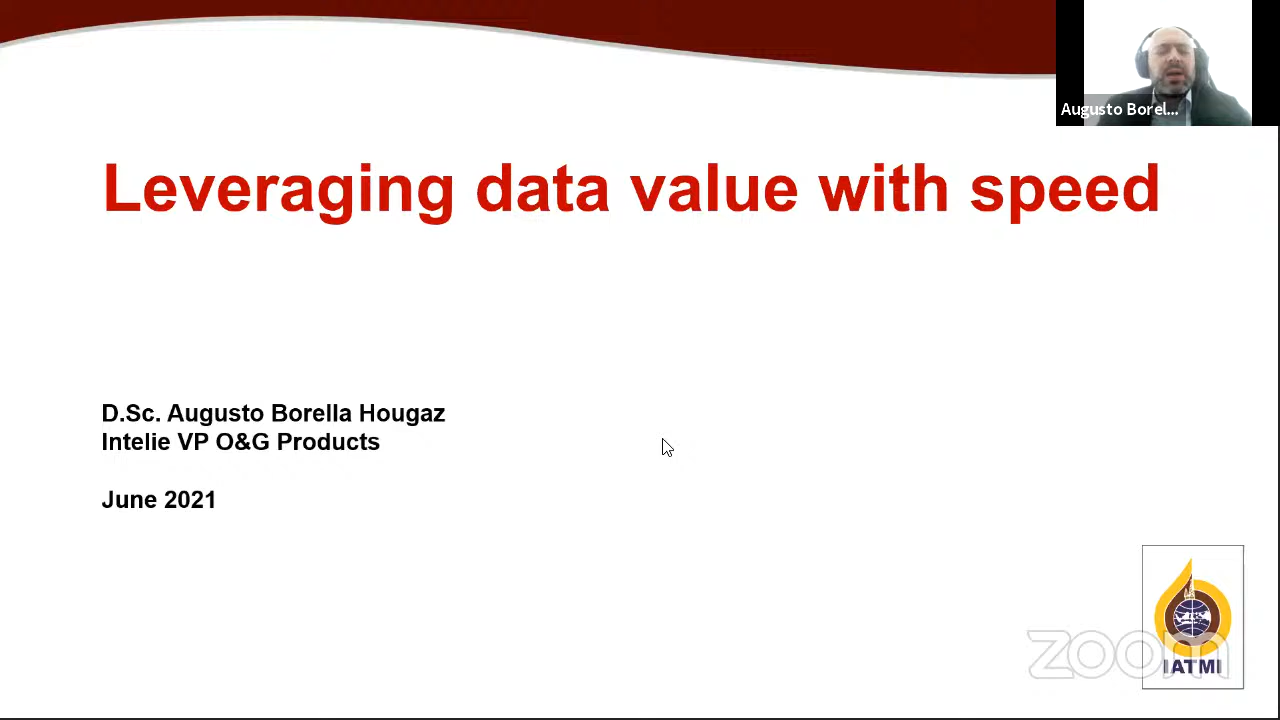 Augusto Borel...
Leveraging data value with speed
D.Sc. Augusto Borella Hougaz
Intelie VP O&G Products
June 2021
zoom
IATMI